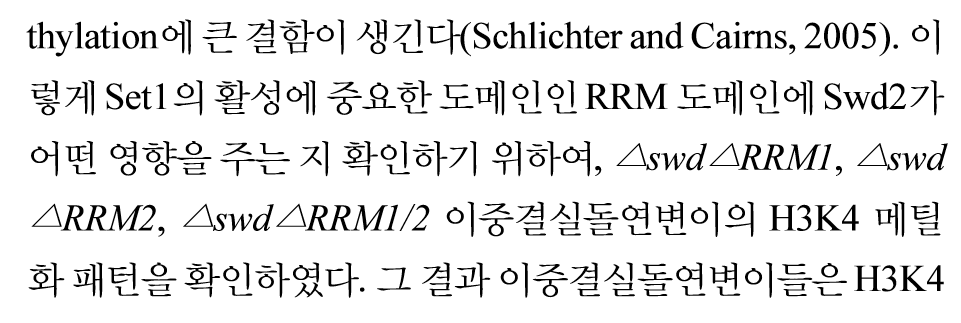 thylation에 큰 결함이 생긴다(Schlichter and Cairns, 2005). 이
렇게 Set1의 활성에 중요한 도메인인 RRM 도메인에 Swd2가
어떤 영향을 주는 지 확인하기 위하여, △swd△RRM1, △swd
△RRM2, △swd△RRM1/2 이중결실돌연변이의 H3K4 메틸
화 패턴을 확인하였다. 그 결과 이중결실돌연변이들은 H3K4